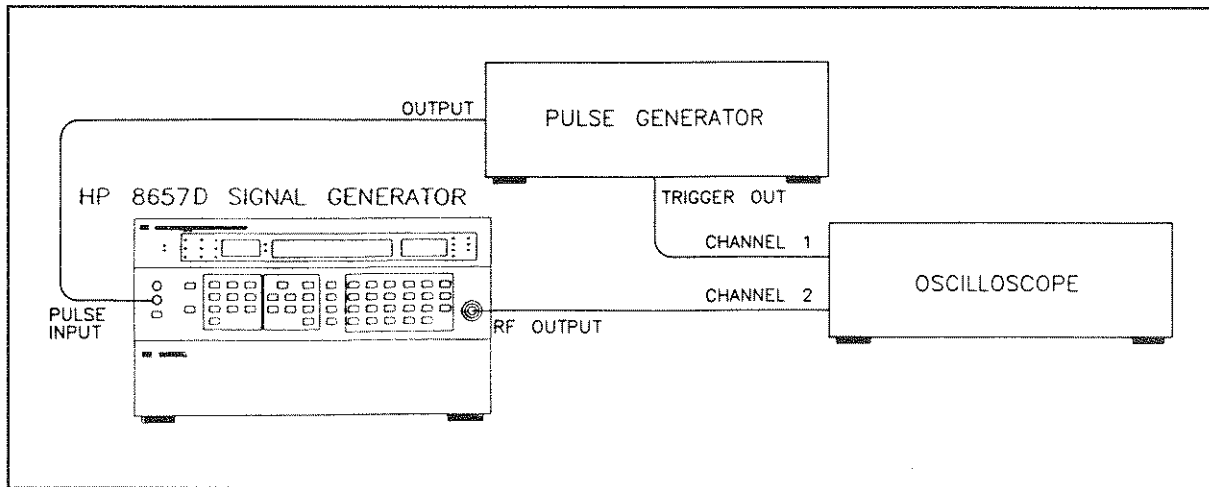 OUTPUT
PULSE GENERATOR
HP 8657D SIGNAL GENERATOR
TRIGGER OUT
CHANNEL 1
OSCILLOSCOPE
CHANNEL 2
PULSE
INPUT
RF OUTPUT